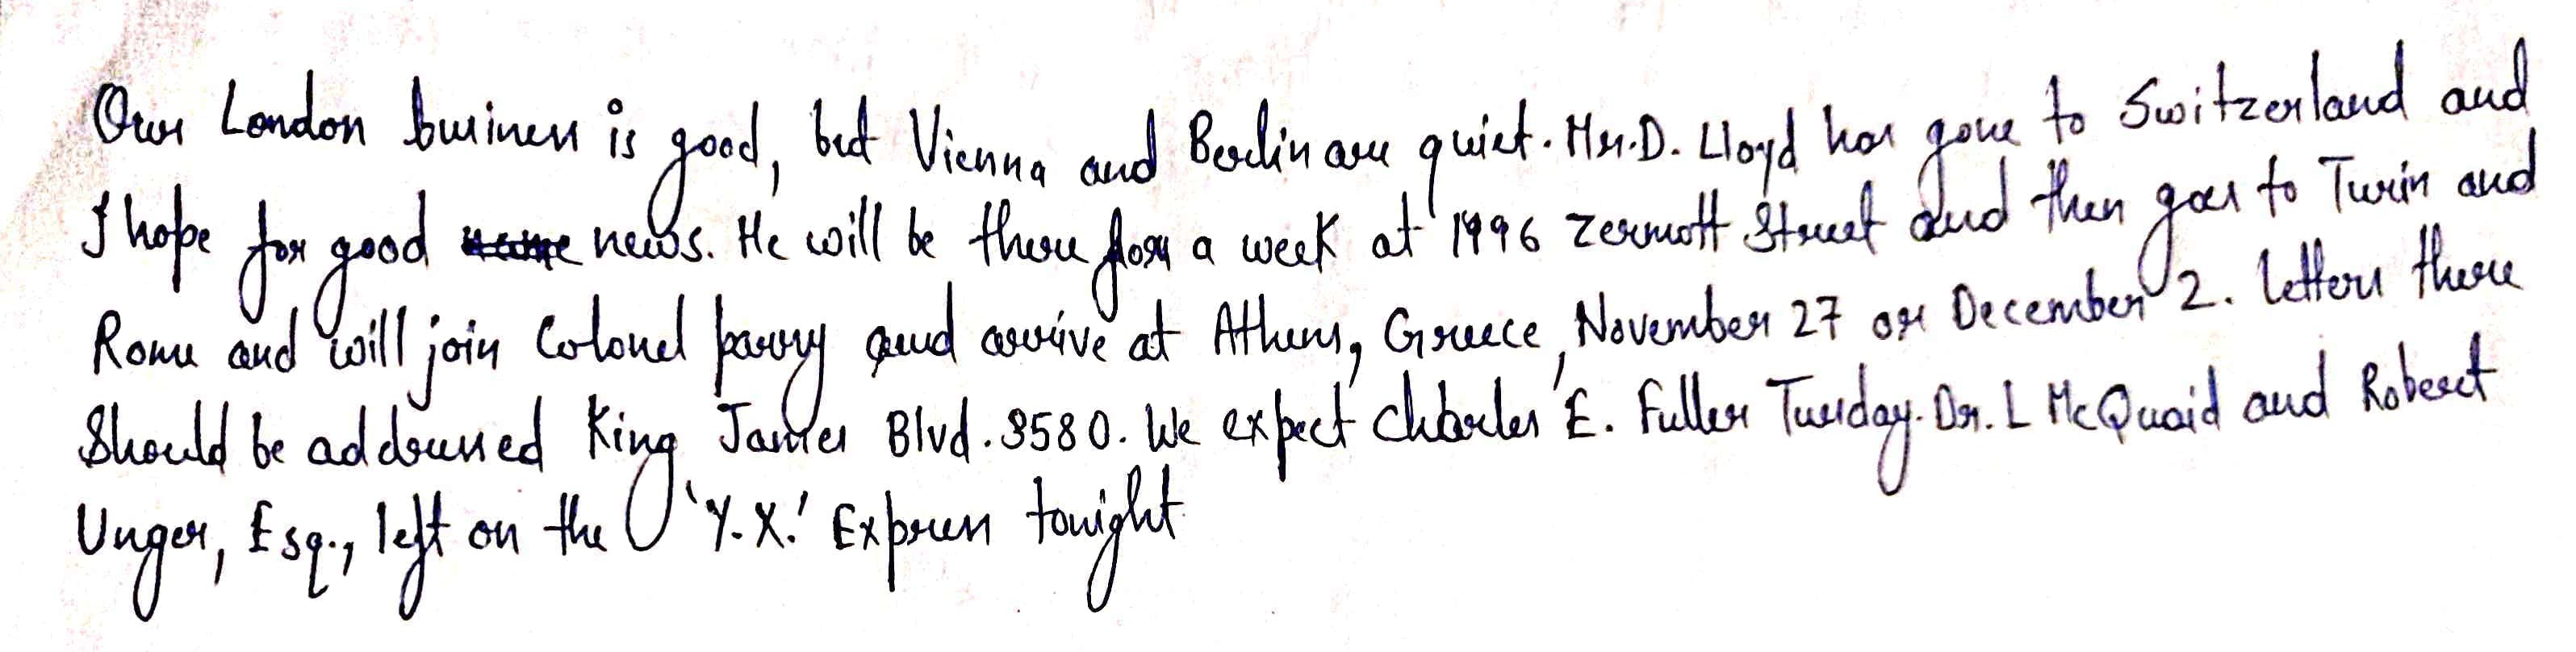 Our London business is good, but Vienna and Berlin are quiet. Mr. D. Lloyd has gone to Switzerland and
I hope for good news. He will be there for a week at 1996 Zermott Street and then goes to Turin and
Rome and will join Colonel parry and arrive at Athens, Greece, November 27 or December 2. Letters there
Should be addressed King James Blvd. 3580. We expect Charles E. Fuller Tuesday. Dr. L McQuaid and Robert
Unger, Esq., left on the 'Y.X.' Express tonight